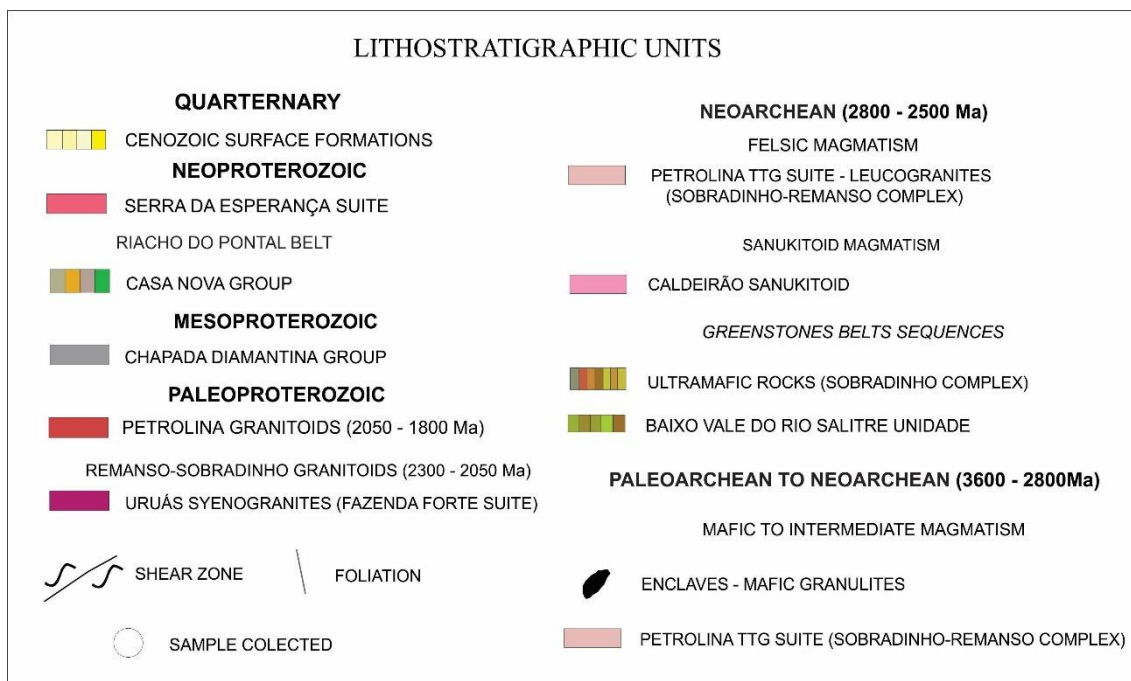 LITHOSTRATIGRAPHIC UNITS
QUARTERNARY
CENOZOIC SURFACE FORMATIONS
NEOPROTEROZOIC
SERRA DA ESPERANÇA SUITE
RIACHO DO PONTAL BELT
CASA NOVA GROUP
MESOPROTEROZOIC
CHAPADA DIAMANTINA GROUP
PALEOPROTEROZOIC
PETROLINA GRANITOIDS (2050 - 1800 Ma)
REMANSO-SOBRADINHO GRANITOIDS (2300 - 2050 Ma)
URUÁS SYENOGRANITES (FAZENDA FORTE SUITE)
SHEAR ZONE
FOLIATION
SAMPLE COLECTED
NEOARCHEAN (2800 - 2500 Ma)
FELSIC MAGMATISM
PETROLINA TTG SUITE - LEUCOGRANITES
(SOBRADINHO-REMANSO COMPLEX)
SANUKITOID MAGMATISM
CALDEIRÃO SANUKITOID
GREENSTONES BELTS SEQUENCES
ULTRAMAFIC ROCKS (SOBRADINHO COMPLEX)
BAIXO VALE DO RIO SALITRE UNIDADE
PALEOARCHEAN TO NEOARCHEAN (3600 - 2800Ma)
MAFIC TO INTERMEDIATE MAGMATISM
ENCLAVES - MAFIC GRANULITES
PETROLINA TTG SUITE (SOBRADINHO-REMANSO COMPLEX)